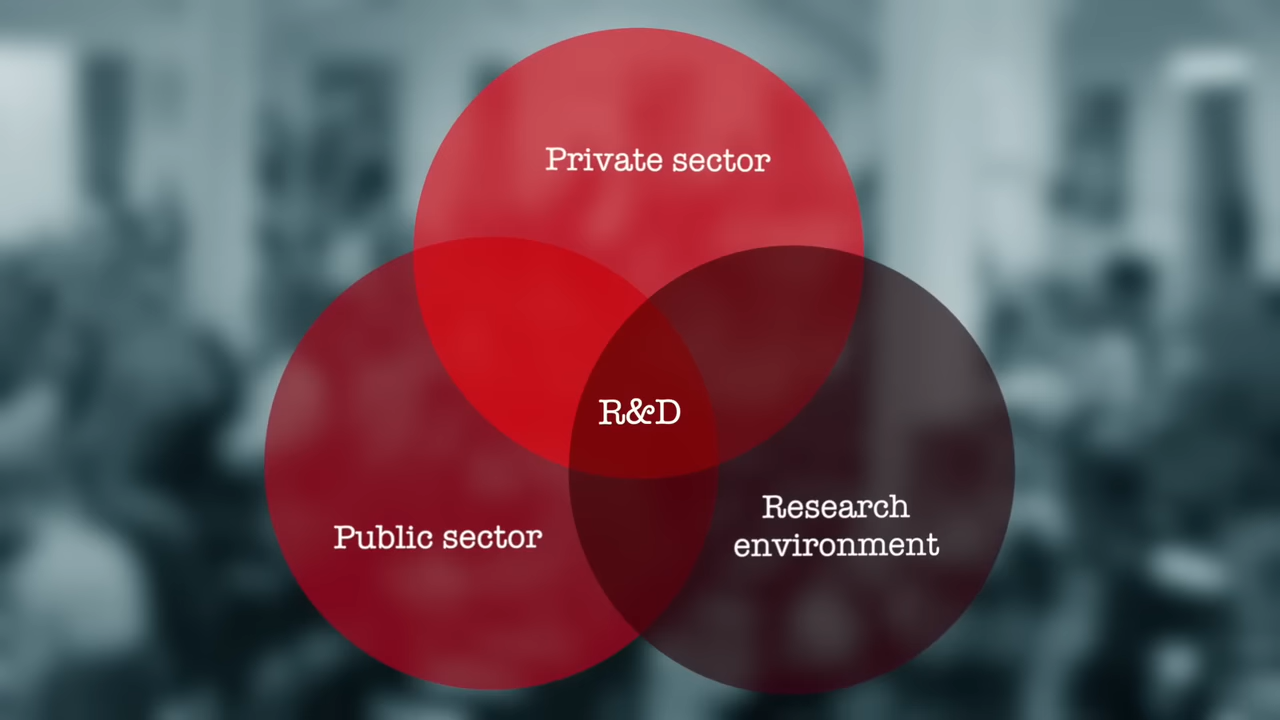 Private sector
R&D
Public sector
Research
environment